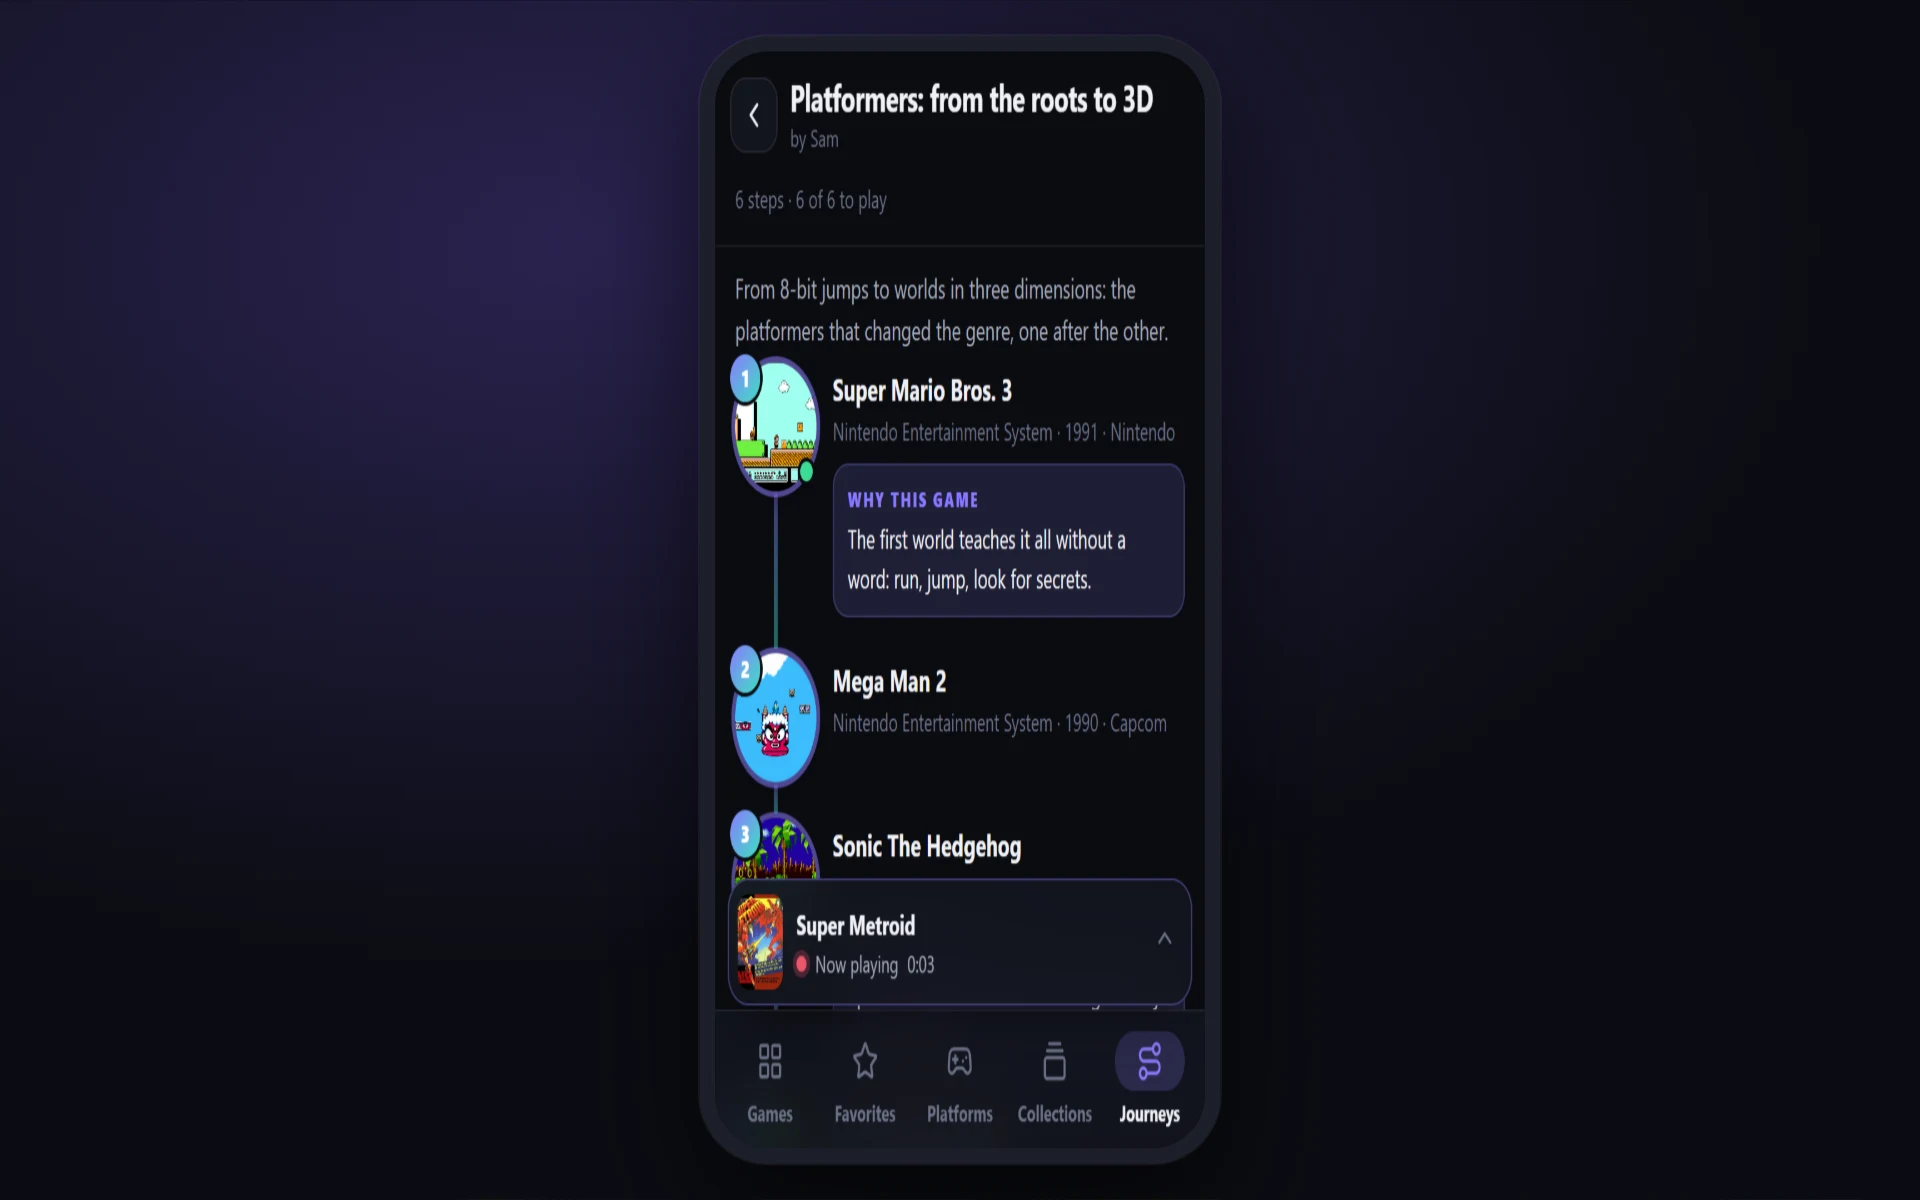 Platformers: from the roots to 3D
by Sam
6 steps · 6 of 6 to play
From 8-bit jumps to worlds in three dimensions: the
platformers that changed the genre, one after the other.
1
Super Mario Bros. 3
Nintendo Entertainment System · 1991 · Nintendo
WHY THIS GAME
The first world teaches it all without a
word: run, jump, look for secrets.
2
Mega Man 2
Nintendo Entertainment System · 1990 · Capcom
3
Sonic The Hedgehog
Super Metroid
Now playing 0:03
Games
Favorites
Platforms
Collections
Journeys